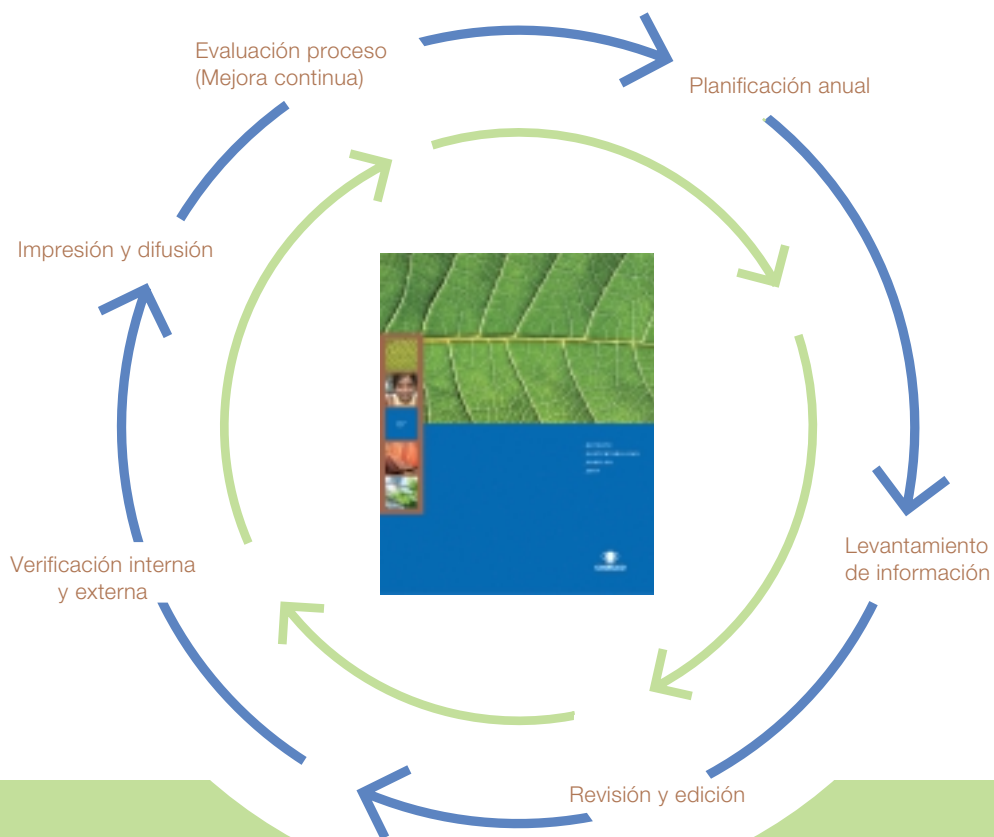 Evaluación proceso
(Mejora continua)
Planificación anual
Impresión y difusión
Levantamiento
de información
Verificación interna
y externa
Revisión y edición